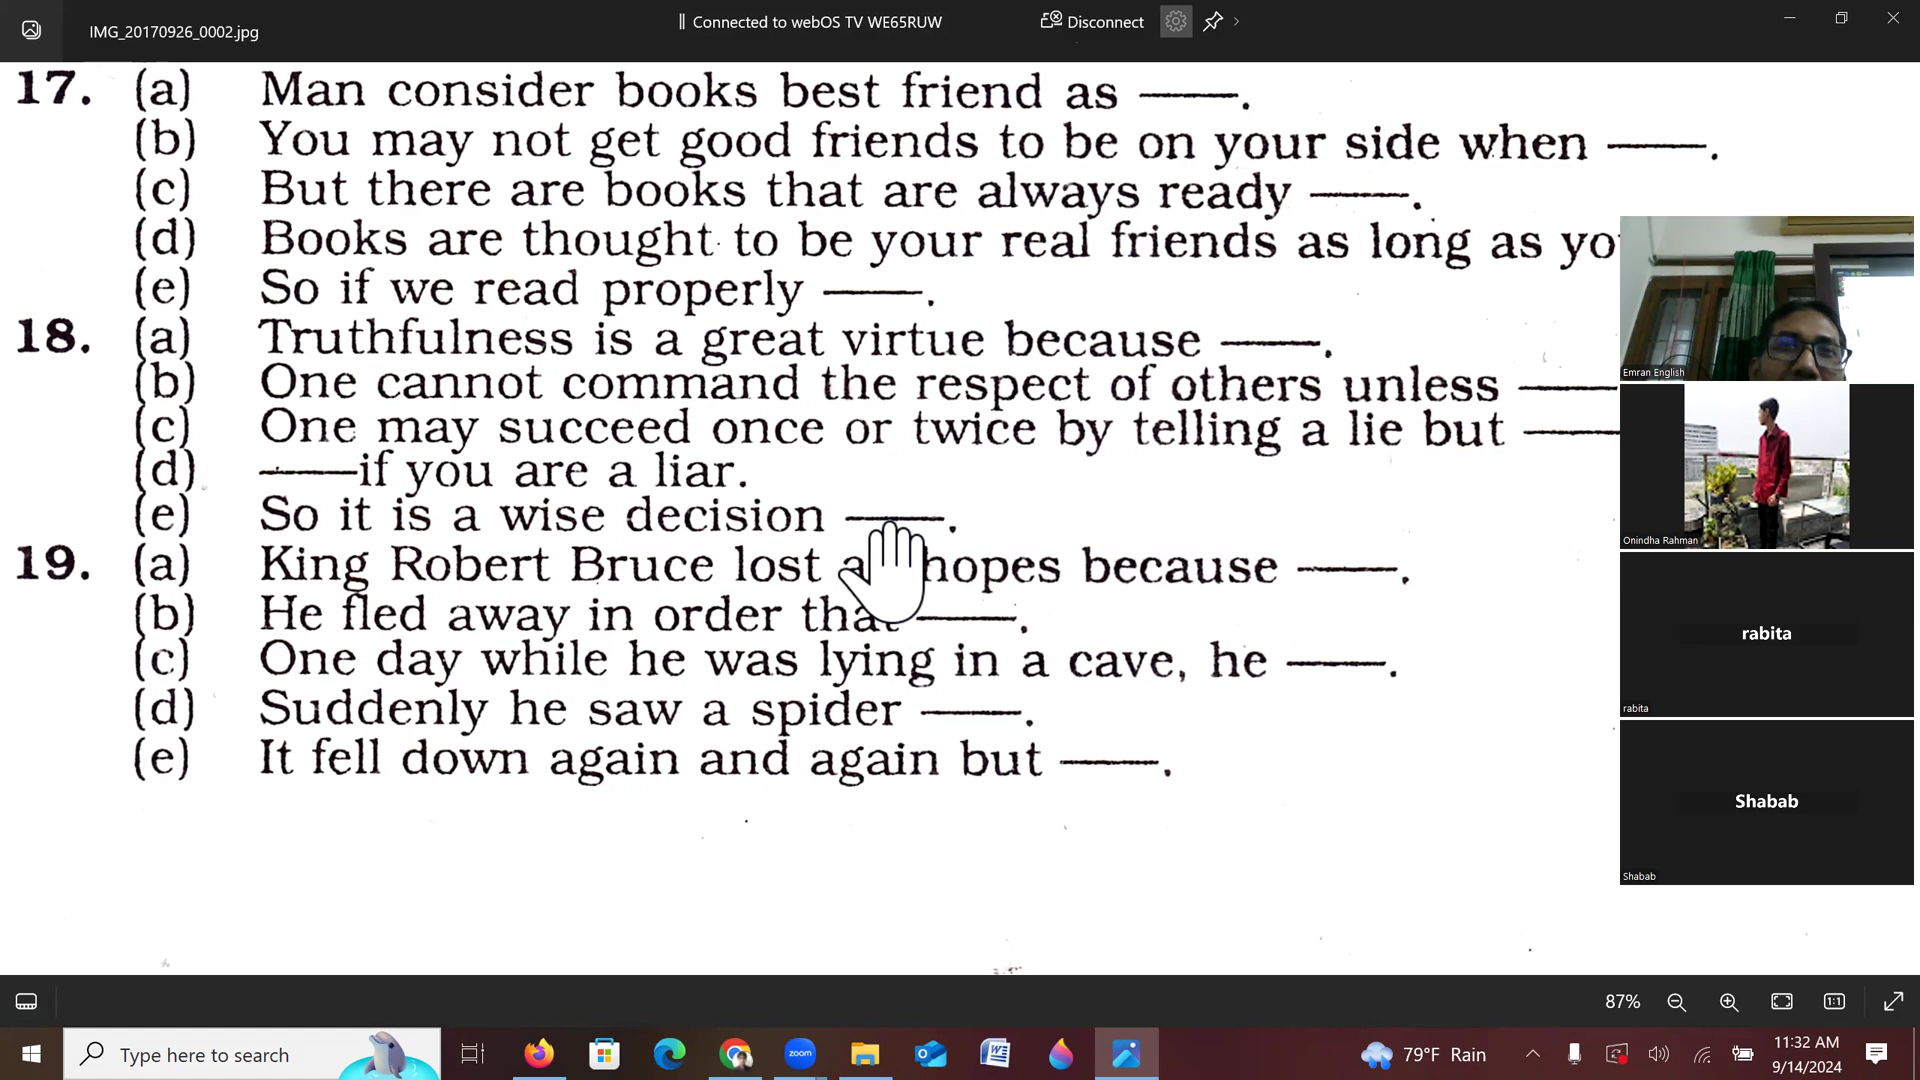 IMG_20170926_0002.jpg
Connected to webOS TV WE65RUW
Disconnect
17. (a) Man consider books best friend as ——.
(b) You may not get good friends to be on your side when ——.
(c) But there are books that are always ready ——.
(d) Books are thought to be your real friends as long as
(e) So if we read properly ——.
18. (a) Truthfulness is a great virtue because ——.
(b) One cannot command the respect of others unless ——
(c) One may succeed once or twice by telling a lie but ——
(d) ——if you are a liar.
(e) So it is a wise decision ——.
19. (a) King Robert Bruce lost hopes because ——.
(b) He fled away in order that ——.
(c) One day while he was lying in a cave, he ——.
(d) Suddenly he saw a spider ——.
(e) It fell down again and again but ——.
Emran English
Onindha Rahman
rabita
rabita
Shabab
Shabab
87%
1:1
Type here to search
zoom
79°F Rain
11:32 AM
9/14/2024